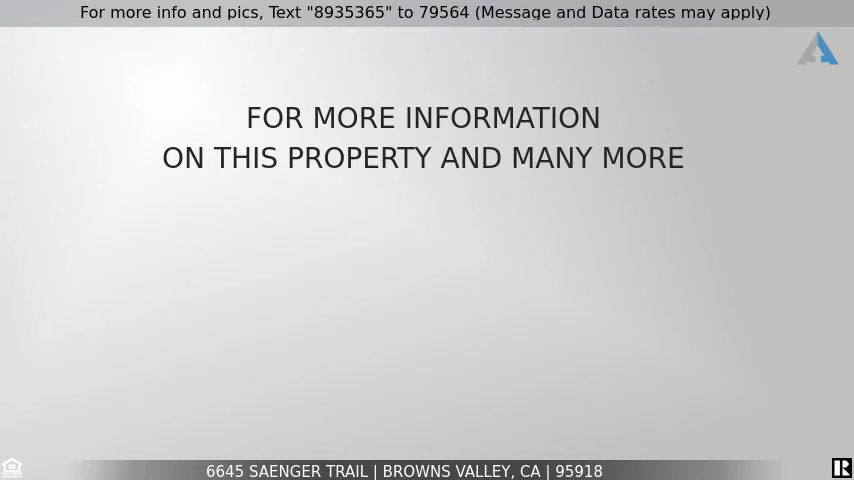 For more info and pics, Text "8935365" to 79564 (Message and Data rates may apply)
FOR MORE INFORMATION
ON THIS PROPERTY AND MANY MORE
6645 SAENGER TRAIL | BROWNS VALLEY, CA | 95918